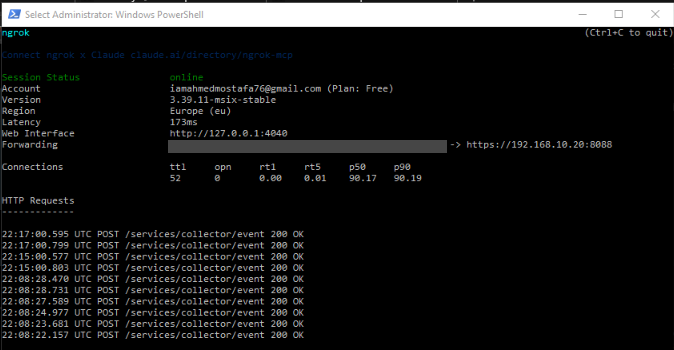 Select Administrator: Windows PowerShell
ngrok (Ctrl+C to quit)
Connect ngrok x Claude claude.ai/directory/ngrok-mcp
Session Status online
Account iamahmedmostafa76@gmail.com (Plan: Free)
Version 3.39.11-msix-stable
Region Europe (eu)
Latency 173ms
Web Interface http://127.0.0.1:4040
Forwarding -> https://192.168.10.20:8088
Connections ttl opn rt1 rt5 p50 p90
52 0 0.00 0.01 90.17 90.19
HTTP Requests
-------------
22:17:00.595 UTC POST /services/collector/event 200 OK
22:17:00.799 UTC POST /services/collector/event 200 OK
22:15:00.577 UTC POST /services/collector/event 200 OK
22:15:00.803 UTC POST /services/collector/event 200 OK
22:08:28.470 UTC POST /services/collector/event 200 OK
22:08:28.731 UTC POST /services/collector/event 200 OK
22:08:27.589 UTC POST /services/collector/event 200 OK
22:08:24.977 UTC POST /services/collector/event 200 OK
22:08:23.681 UTC POST /services/collector/event 200 OK
22:08:22.157 UTC POST /services/collector/event 200 OK